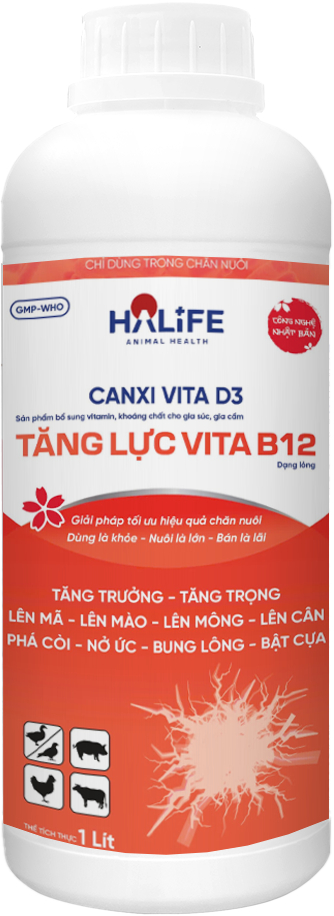 CHỈ DÙNG TRONG CHĂN NUÔI
GMP-WHO
HALiFE
ANIMAL HEALTH
CÔNG NGHỆ
NHẬT BẢN
CANXI VITA D3
Sản phẩm bổ sung vitamin, khoáng chất cho gia súc, gia cầm
TĂNG LỰC VITA B12
Dạng lỏng
Giải pháp tối ưu hiệu quả chăn nuôi
Dùng là khỏe - Nuôi là lớn - Bán là lãi
TĂNG TRƯỞNG - TĂNG TRỌNG
LÊN MÃ - LÊN MÀO - LÊN MÔNG - LÊN CÂN
PHÁ CÒI - NỞ ỨC - BUNG LÔNG - BẬT CỰA
THỂ TÍCH THỰC 1 Lít